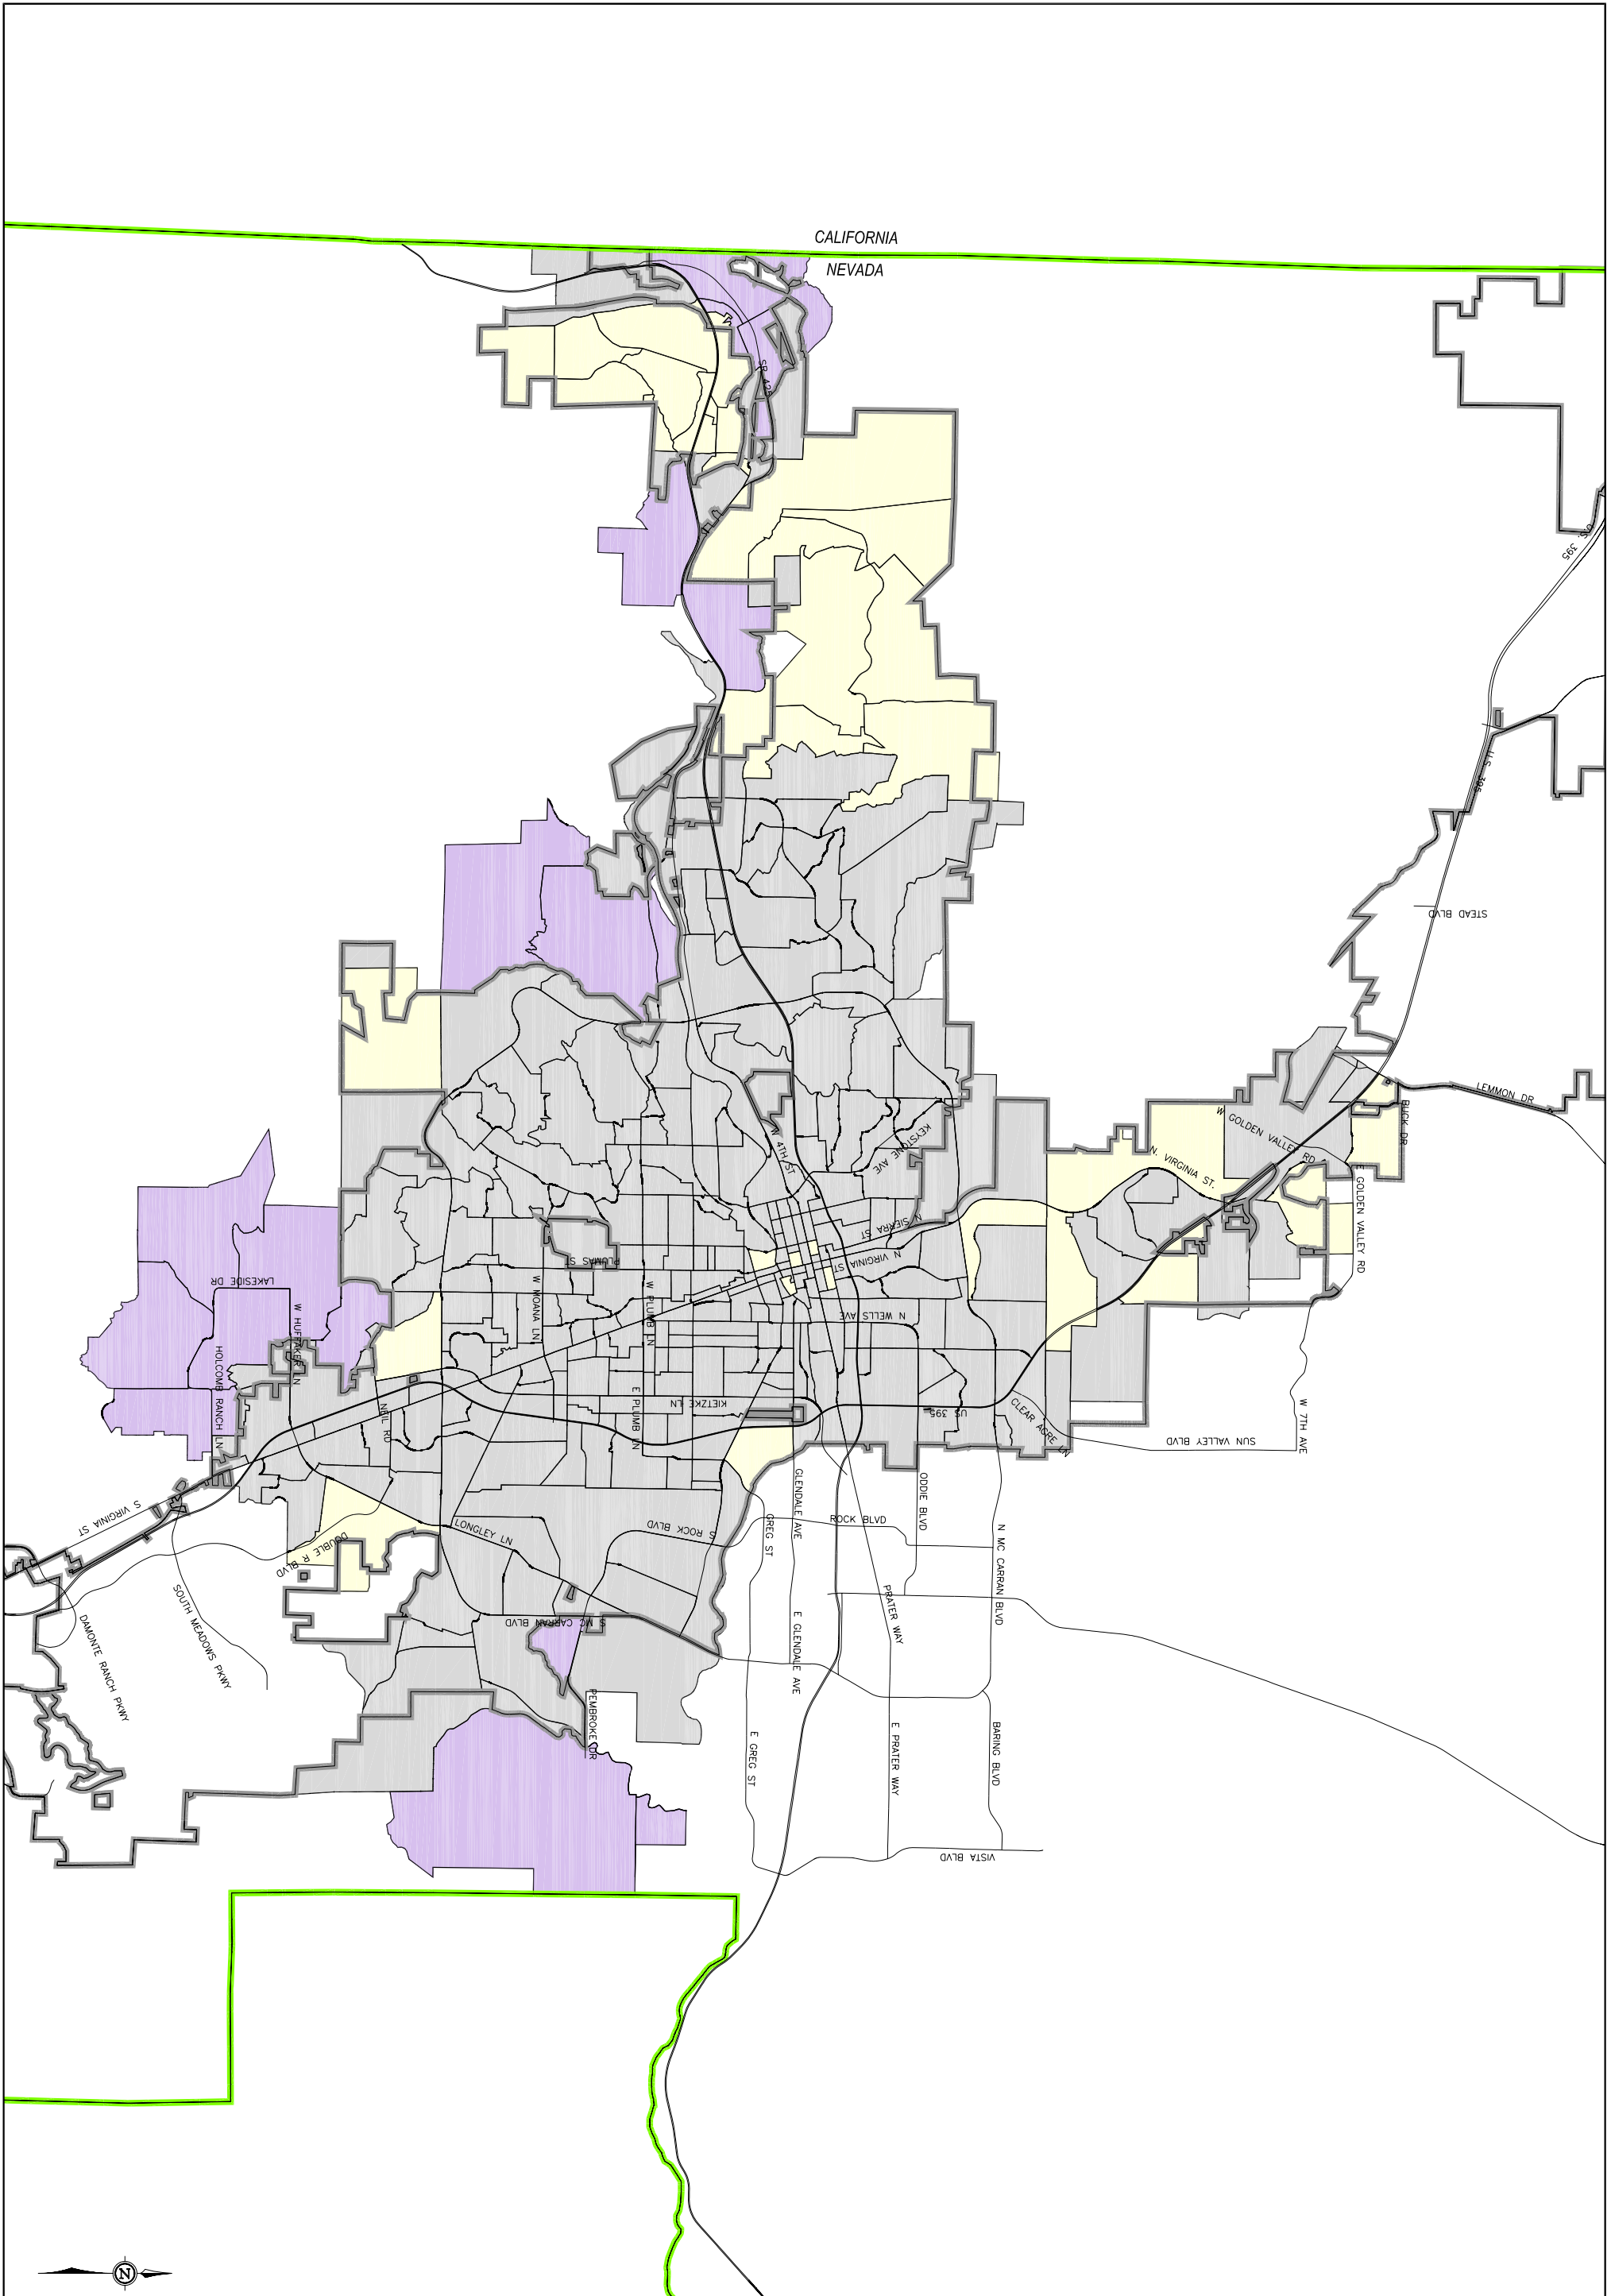 CALIFORNIA
NEVADA
SR 425
U.S. 395
U.S. 395
STEAD BLVD
LEMMON DR
BUCK DR
W GOLDEN VALLEY RD
N. VIRGINIA ST.
E GOLDEN VALLEY RD
KEYSTONE AVE
W 4TH ST
N SIERRA ST
N VIRGINIA ST
PLUMAS ST
LAKESIDE DR
W HUFFAKER LN
HOLCOMB RANCH LN
W MOANA LN
W PLUMB LN
N WELLS AVE
E PLUMB LN
KIETZKE LN
NEIL RD
US 395
CLEAR ACRE LN
SUN VALLEY BLVD
W 7TH AVE
S VIRGINIA ST
DOUBLE R BLVD
LONGLEY LN
S ROCK BLVD
GREG ST
GLENDALE AVE
ROCK BLVD
ODDIE BLVD
N MC CARRAN BLVD
SOUTH MEADOWS PKWY
DAMONTE RANCH PKWY
S MC CARRAN BLVD
E GLENDALE AVE
PRATER WAY
PEMBROKE DR
E GREG ST
E PRATER WAY
BARING BLVD
VISTA BLVD
N